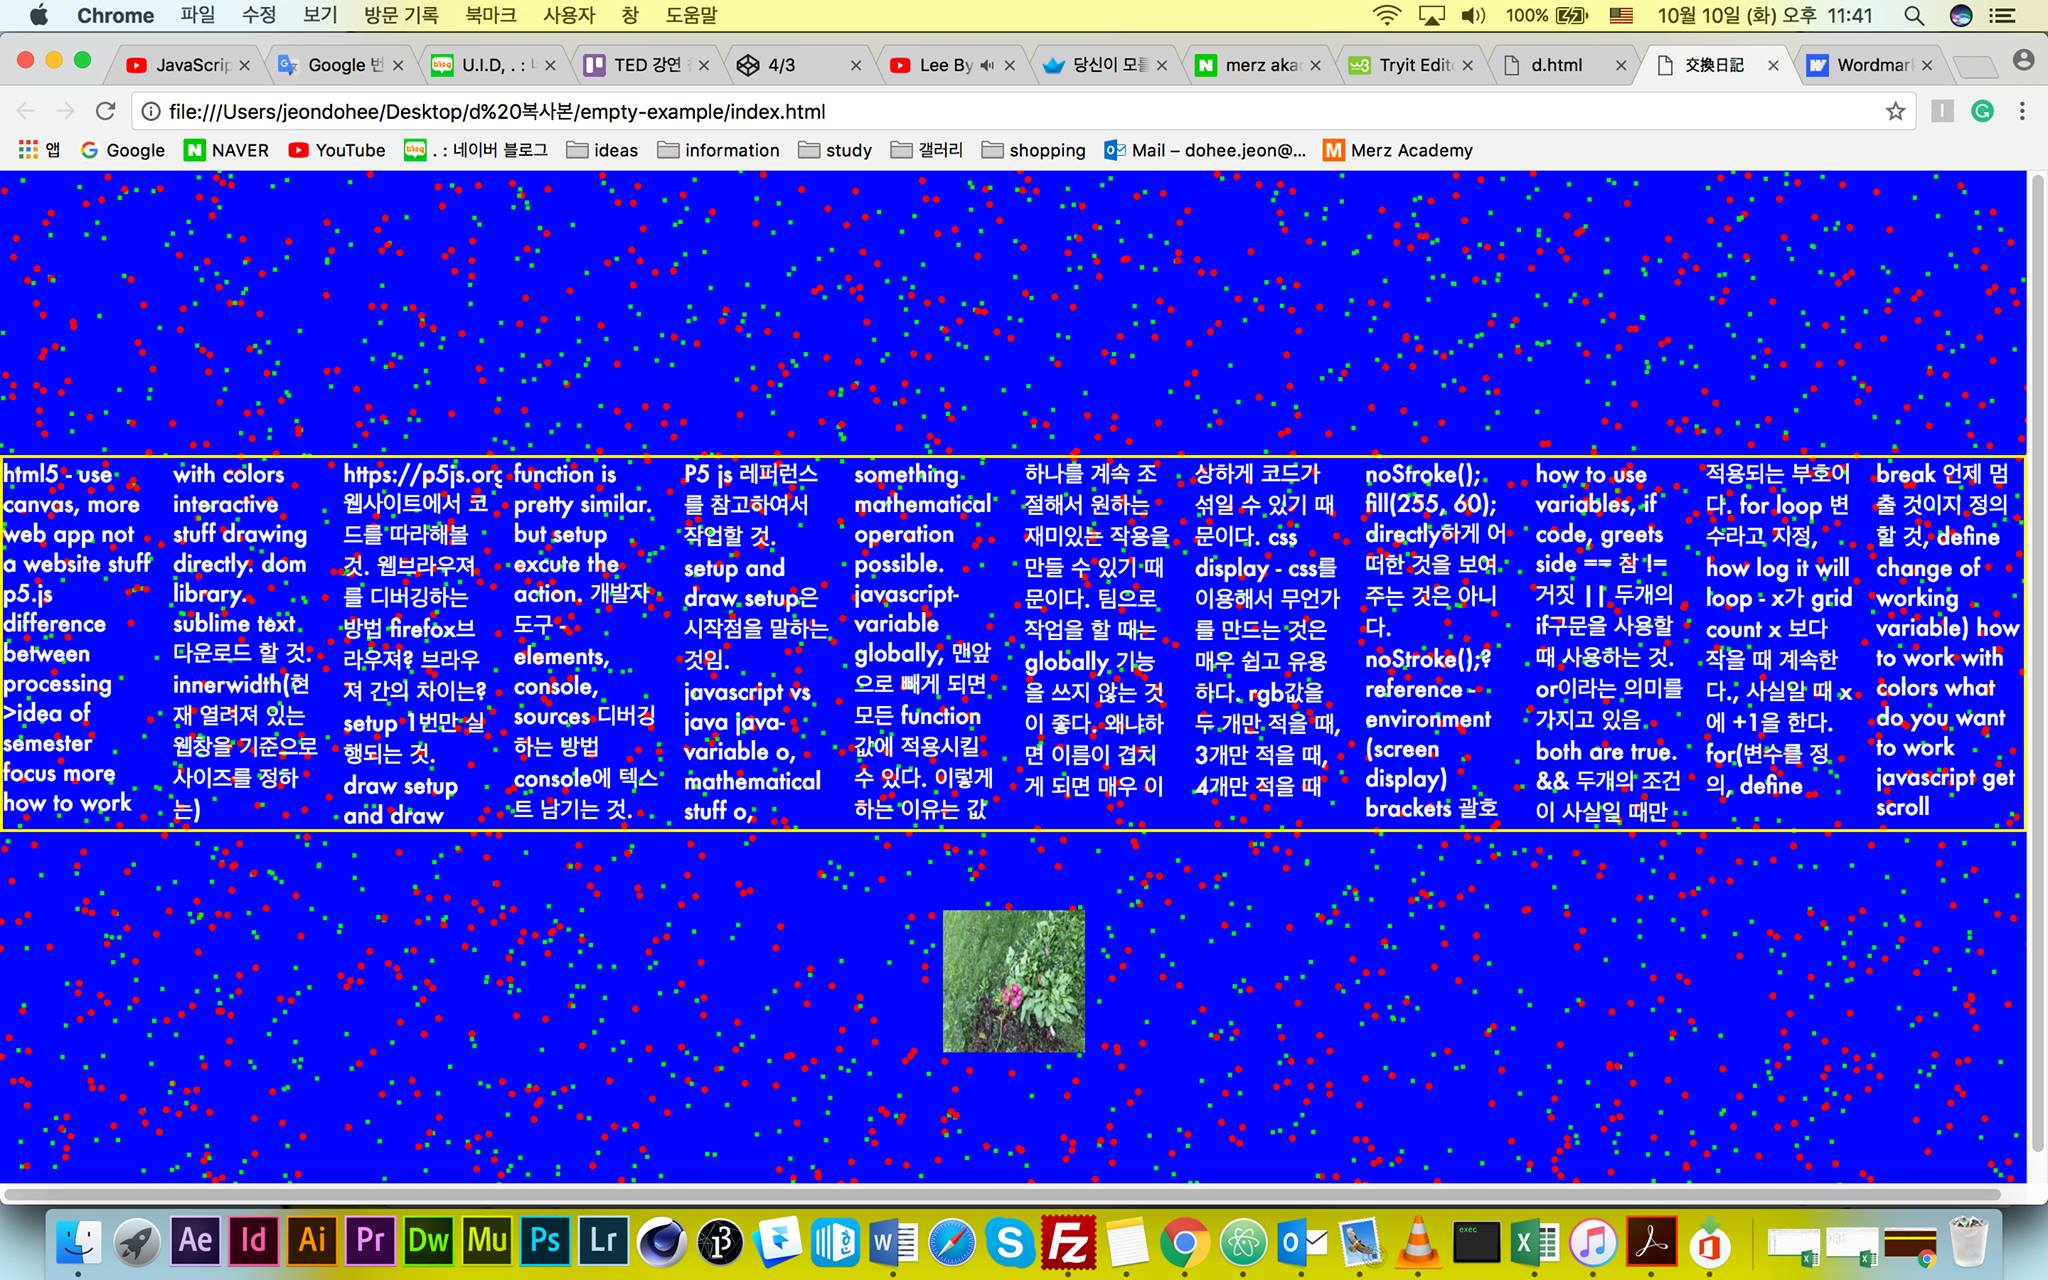 Chrome 파일 수정 보기 방문 기록 북마크 사용자 창 도움말 100% 10월 10일 (화) 오후 11:41
JavaScrip Google 번 U.I.D, . : TED 강연 4/3 Lee By 당신이 모를 merz aka Tryit Edit d.html 交換日記 Wordmar
file:///Users/jeondohee/Desktop/d%20복사본/empty-example/index.html
앱 Google NAVER YouTube . : 네이버 블로그 ideas information study 갤러리 shopping Mail – dohee.jeon@... Merz Academy
html5 - use
canvas, more
web app not
a website stuff
p5.js
difference
between
processing
>idea of
semester
focus more
how to work
with colors
interactive
stuff drawing
directly. dom
library.
sublime text
다운로드 할 것.
innerwidth(현
재 열려져 있는
웹창을 기준으로
사이즈를 정하
는)
https://p5js.org
웹사이트에서 코
드를 따라해볼
것. 웹브라우져
를 디버깅하는
방법 firefox브
라우져? 브라우
져 간의 차이는?
setup 1번만 실
행되는 것.
draw setup
and draw
function is
pretty similar.
but setup
excute the
action. 개발자
도구 -
elements,
console,
sources 디버깅
하는 방법
console에 텍스
트 남기는 것.
P5 js 레퍼런스
를 참고하여서
작업할 것.
setup and
draw setup은
시작점을 말하는
것임.
javascript vs
java java-
variable o,
mathematical
stuff o,
something
mathematical
operation
possible.
javascript-
variable
globally, 맨앞
으로 빼게 되면
모든 function
값에 적용시킬
수 있다. 이렇게
하는 이유는 값
하나를 계속 조
절해서 원하는
재미있는 작용을
만들 수 있기 때
문이다. 팀으로
작업을 할 때는
globally 기능
을 쓰지 않는 것
이 좋다. 왜냐하
면 이름이 겹치
게 되면 매우 이
상하게 코드가
섞일 수 있기 때
문이다. css
display - css를
이용해서 무언가
를 만드는 것은
매우 쉽고 유용
하다. rgb값을
두 개만 적을 때,
3개만 적을 때,
4개만 적을 때
noStroke();
fill(255, 60);
directly하게 어
떠한 것을 보여
주는 것은 아니
다.
noStroke();?
reference -
environment
(screen
display)
brackets 괄호
how to use
variables, if
code, greets
side == 참 !=
거짓 || 두개의
if구문을 사용할
때 사용하는 것.
or이라는 의미를
가지고 있음.
both are true.
&& 두개의 조건
이 사실일 때만
적용되는 부호이
다. for loop 변
수라고 지정,
how log it will
loop - x가 grid
count x 보다
작을 때 계속한
다., 사실일 때 x
에 +1을 한다.
for(변수를 정
의, define
break 언제 멈
출 것이지 정의
할 것, define
change of
working
variable) how
to work with
colors what
do you want
to work
javascript get
scroll
Ae Id Ai Pr Dw Mu Ps Lr 13 W S Fz O exec X